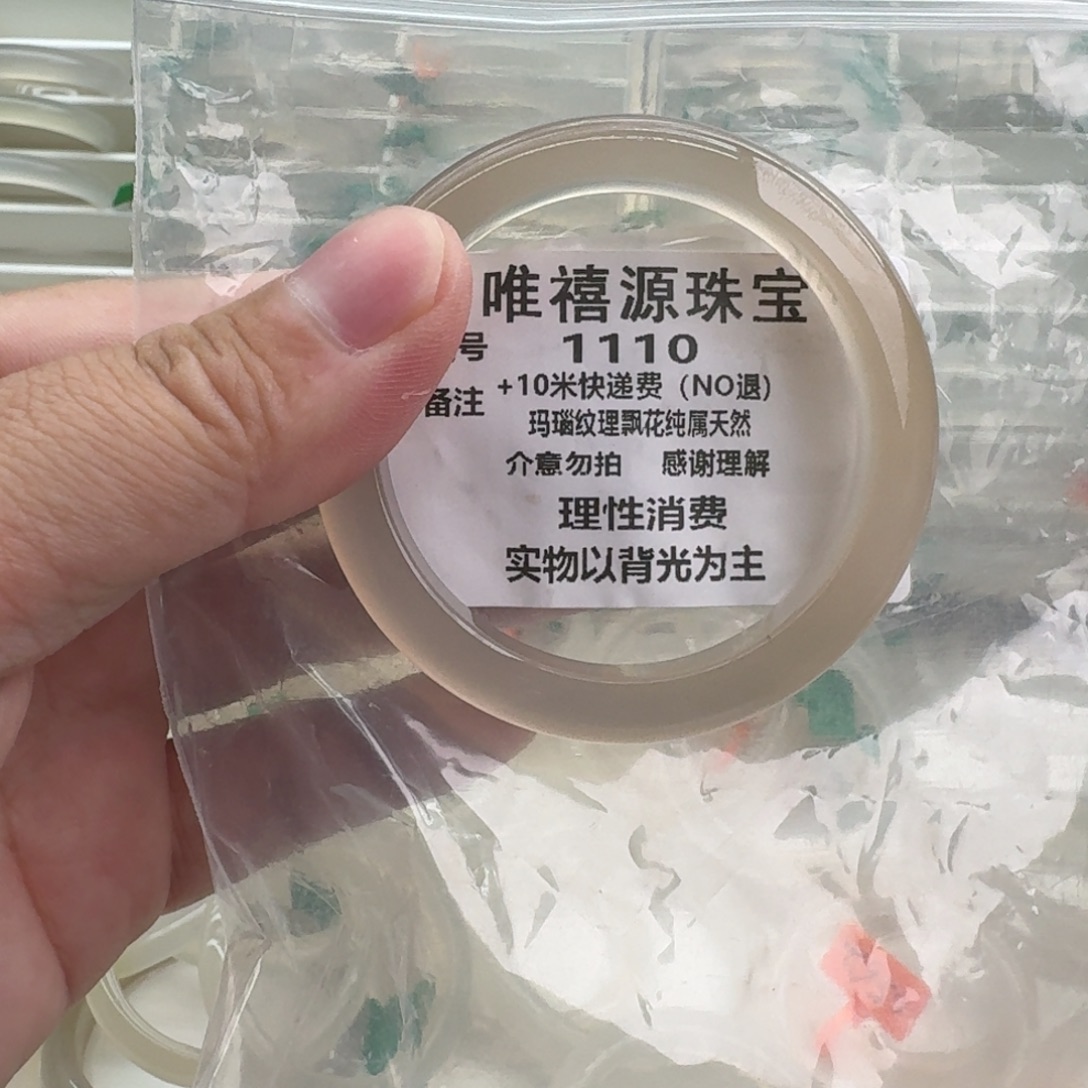 唯禧源珠宝
号 1110
备注 +10米快递费（NO退）
玛瑙纹理飘花纯属天然
介意勿拍 感谢理解
理性消费
实物以背光为主